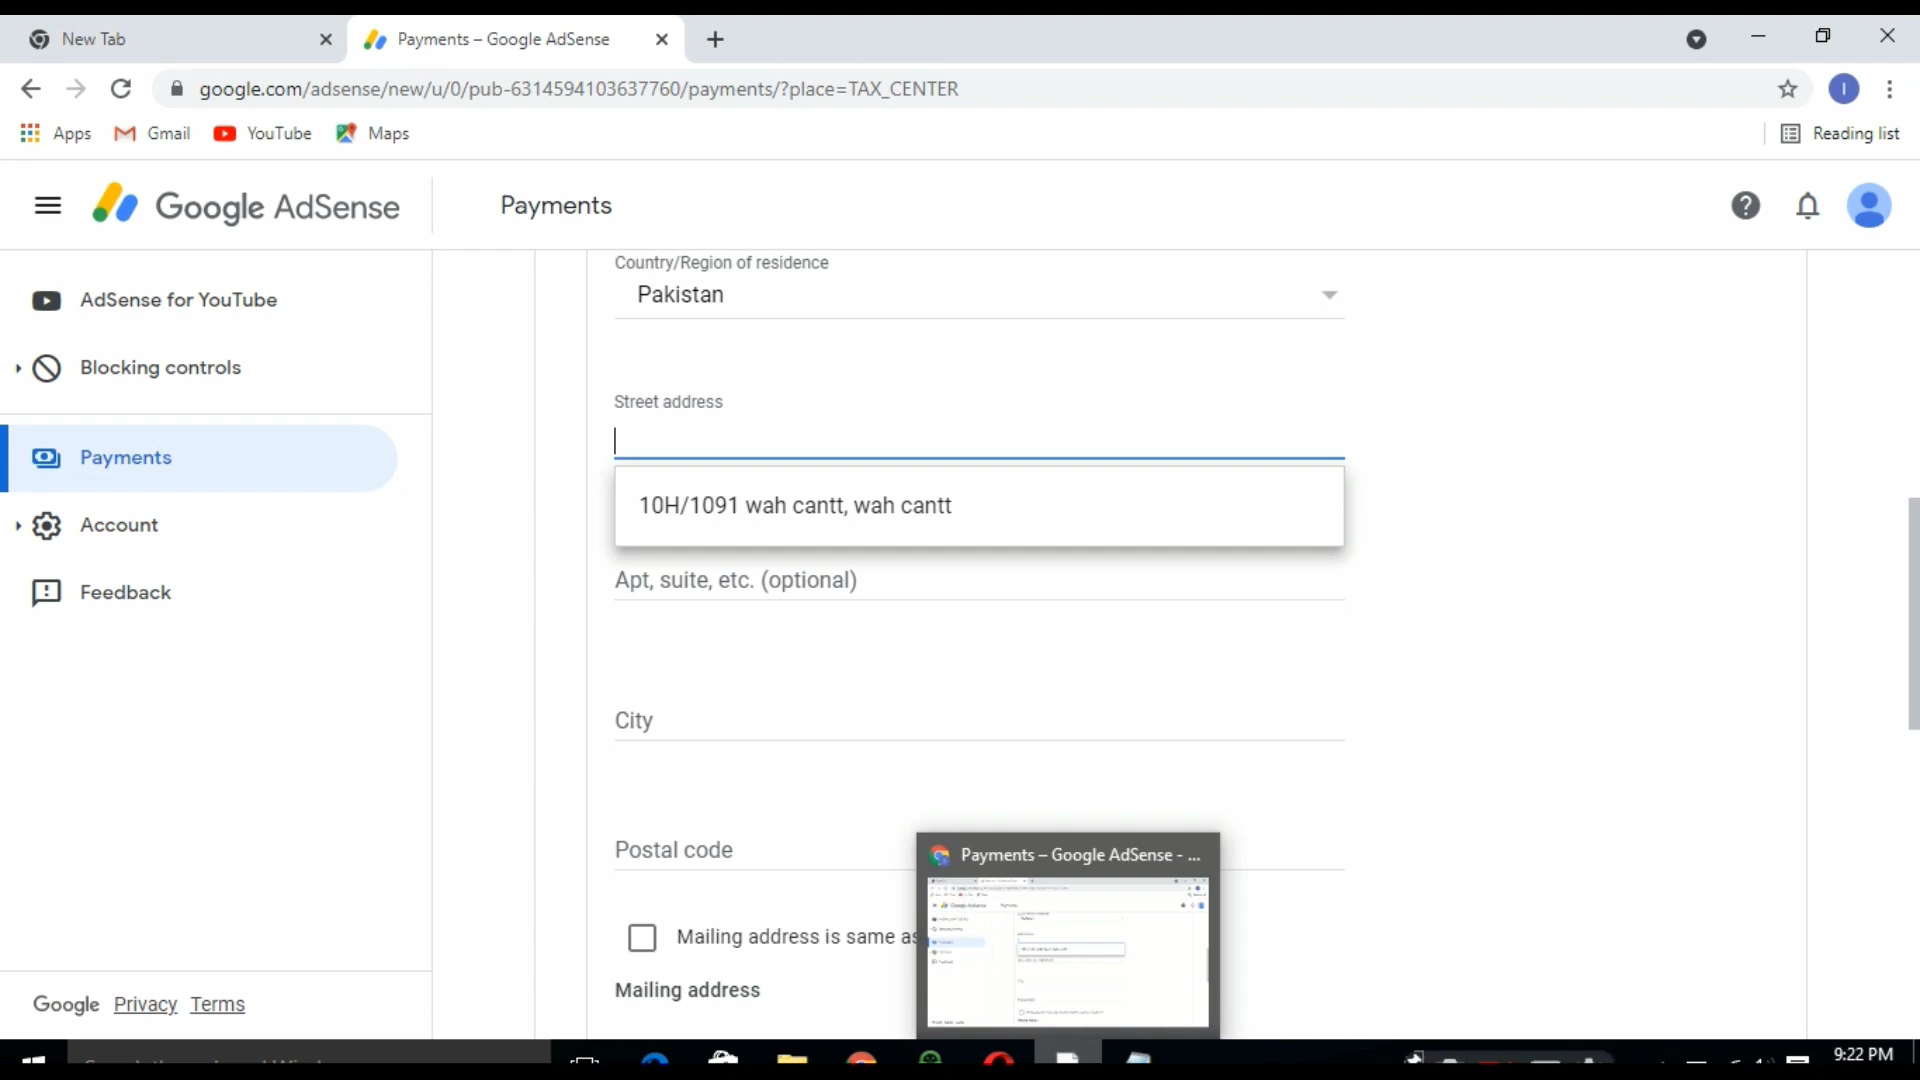 New Tab
Payments – Google AdSense
google.com/adsense/new/u/0/pub-6314594103637760/payments/?place=TAX_CENTER
I
Apps
Gmail
YouTube
Maps
Reading list
Google AdSense
Payments
AdSense for YouTube
Blocking controls
Payments
Account
Feedback
Google Privacy Terms
Country/Region of residence
Pakistan
Street address
10H/1091 wah cantt, wah cantt
Apt, suite, etc. (optional)
City
Postal code
Mailing address is same as
Mailing address
Payments – Google AdSense - ...
9:22 PM